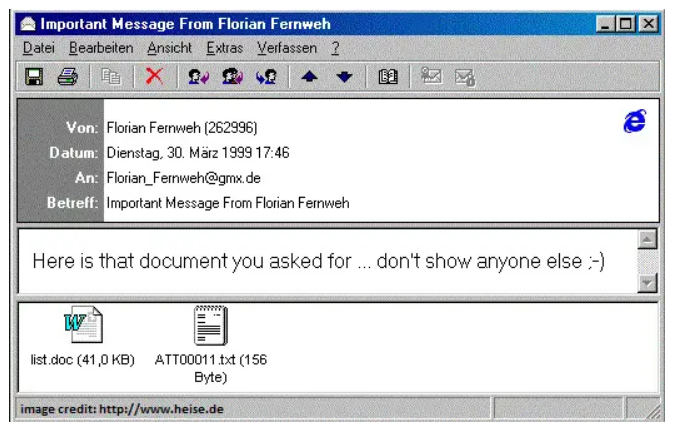 Important Message From Florian Fernweh
Datei Bearbeiten Ansicht Extras Verfassen ?
Von: Florian Fernweh (262996)
Datum: Dienstag, 30. März 1999 17:46
An: Florian_Fernweh@gmx.de
Betreff: Important Message From Florian Fernweh
Here is that document you asked for ... don't show anyone else ;-)
list.doc (41,0 KB) ATT00011.txt (156
Byte)
image credit: http://www.heise.de